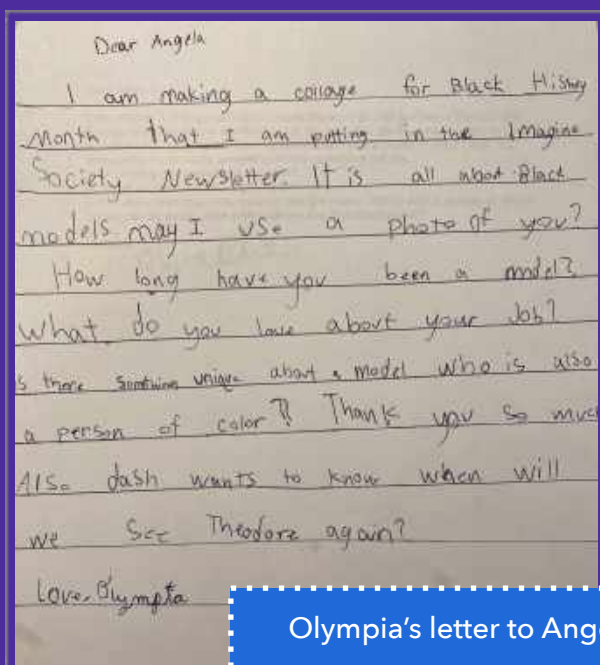 Dear Angela
I am making a collage for Black History
Month that I am putting in the Imagine
Society Newsletter. It is all about Black
models may I use a photo of you?
How long have you been a model?
What do you love about your Job?
s there something unique about a model who is also
a person of color? Thank you so much
Also dash wants to know when will
we see Theodore again?
Love, Olympia
Olympia's letter to Ang